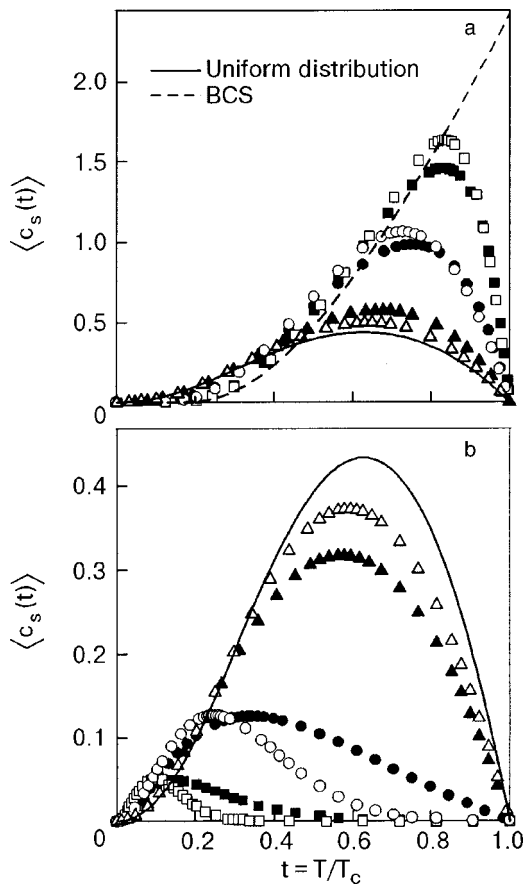 a
Uniform distribution
BCS
2.0
1.5
1.0
0.5
0
⟨c_s(t)⟩
b
0.4
0.3
0.2
0.1
0
⟨c_s(t)⟩
0.2 0.4 0.6 0.8 1.0
t = T/T_c